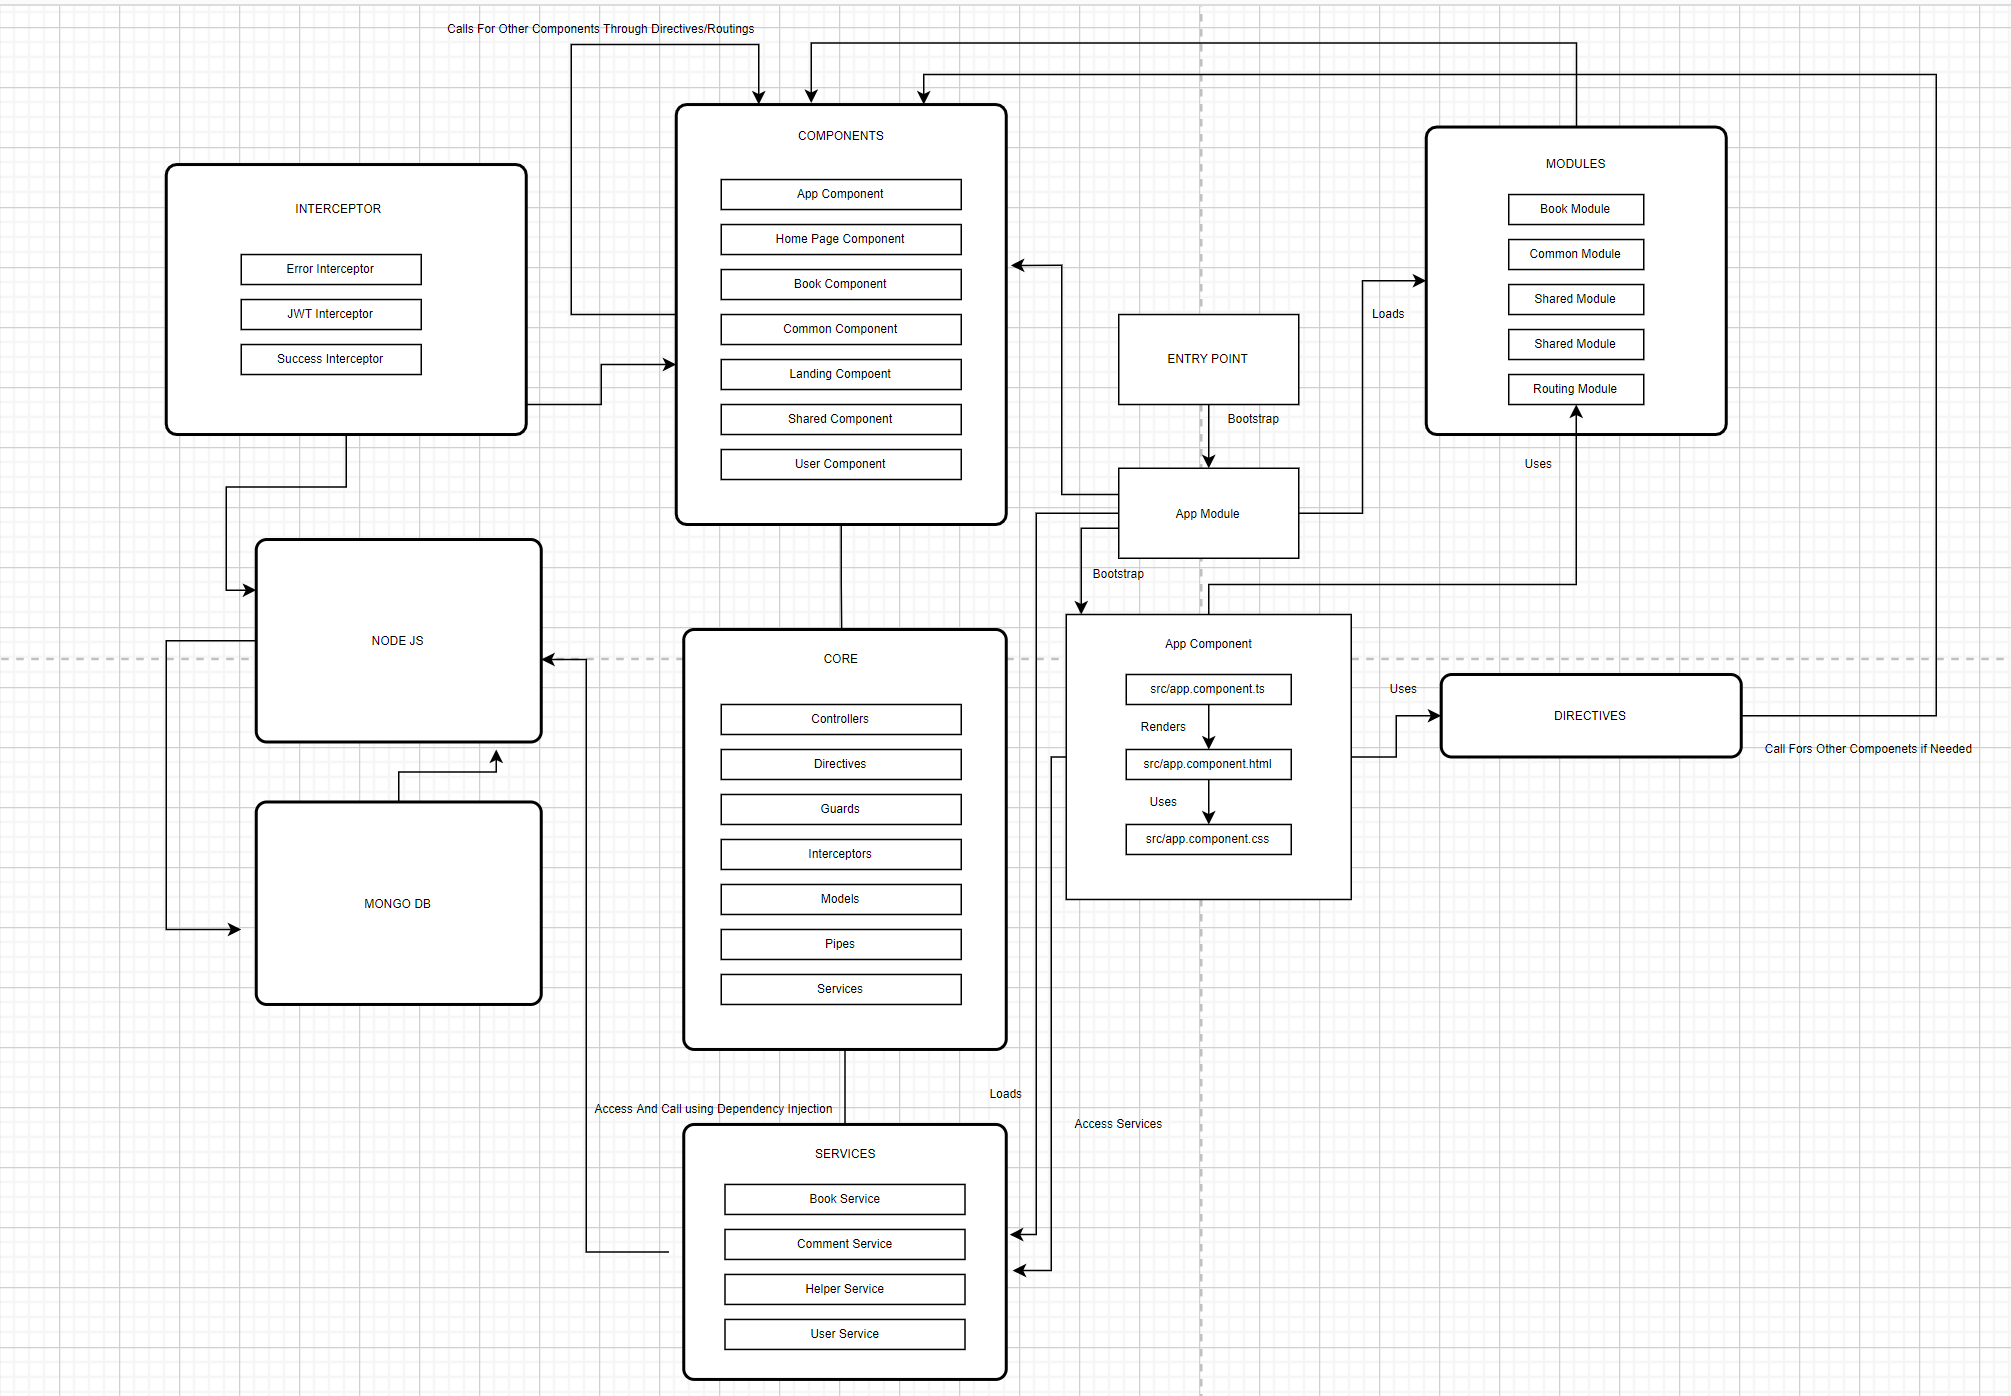 Calls For Other Components Through Directives/Routings
COMPONENTS
App Component
Home Page Component
Book Component
Common Component
Landing Compoent
Shared Component
User Component
INTERCEPTOR
Error Interceptor
JWT Interceptor
Success Interceptor
MODULES
Book Module
Common Module
Shared Module
Shared Module
Routing Module
Loads
ENTRY POINT
Bootstrap
Uses
App Module
Bootstrap
NODE JS
MONGO DB
CORE
Controllers
Directives
Guards
Interceptors
Models
Pipes
Services
App Component
src/app.component.ts
Renders
src/app.component.html
Uses
src/app.component.css
Uses
DIRECTIVES
Call Fors Other Compoenets if Needed
Loads
Access And Call using Dependency Injection
Access Services
SERVICES
Book Service
Comment Service
Helper Service
User Service